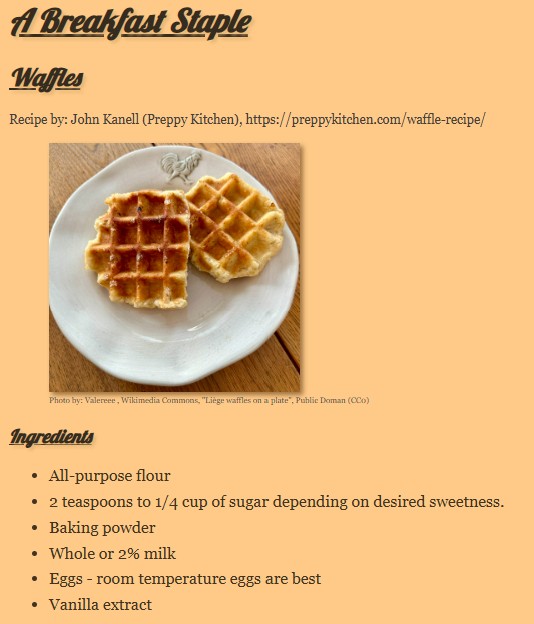 A Breakfast Staple
Waffles
Recipe by: John Kanell (Preppy Kitchen), https://preppykitchen.com/waffle-recipe/
Photo by: Valereee , Wikimedia Commons, "Liège waffles on a plate", Public Doman (CC0)
Ingredients
• All-purpose flour
• 2 teaspoons to 1/4 cup of sugar depending on desired sweetness.
• Baking powder
• Whole or 2% milk
• Eggs - room temperature eggs are best
• Vanilla extract